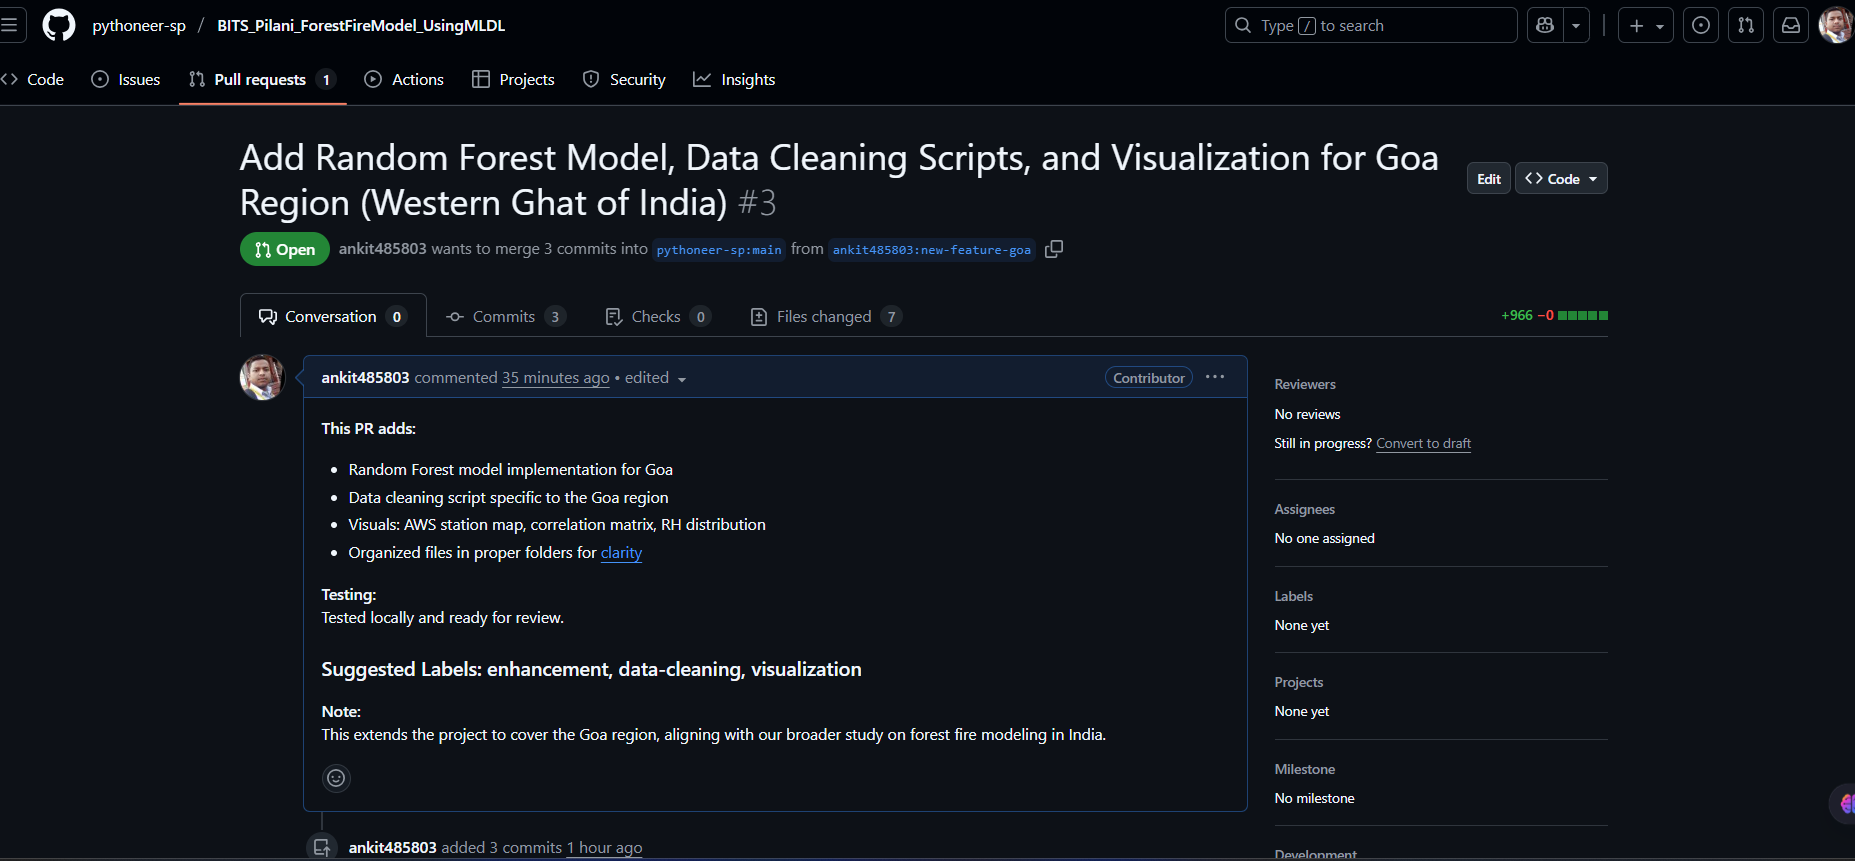 pythoneer-sp / BITS_Pilani_ForestFireModel_UsingMLDL
Type / to search
Code
Issues
Pull requests 1
Actions
Projects
Security
Insights
Add Random Forest Model, Data Cleaning Scripts, and Visualization for Goa
Region (Western Ghat of India) #3
Edit
Code
Open
ankit485803 wants to merge 3 commits into pythoneer-sp:main from ankit485803:new-feature-goa
Conversation 0
Commits 3
Checks 0
Files changed 7
+966 −0
ankit485803 commented 35 minutes ago • edited
Contributor
This PR adds:
• Random Forest model implementation for Goa
• Data cleaning script specific to the Goa region
• Visuals: AWS station map, correlation matrix, RH distribution
• Organized files in proper folders for clarity
Testing:
Tested locally and ready for review.
Suggested Labels: enhancement, data-cleaning, visualization
Note:
This extends the project to cover the Goa region, aligning with our broader study on forest fire modeling in India.
ankit485803 added 3 commits 1 hour ago
Reviewers
No reviews
Still in progress? Convert to draft
Assignees
No one assigned
Labels
None yet
Projects
None yet
Milestone
No milestone
Development